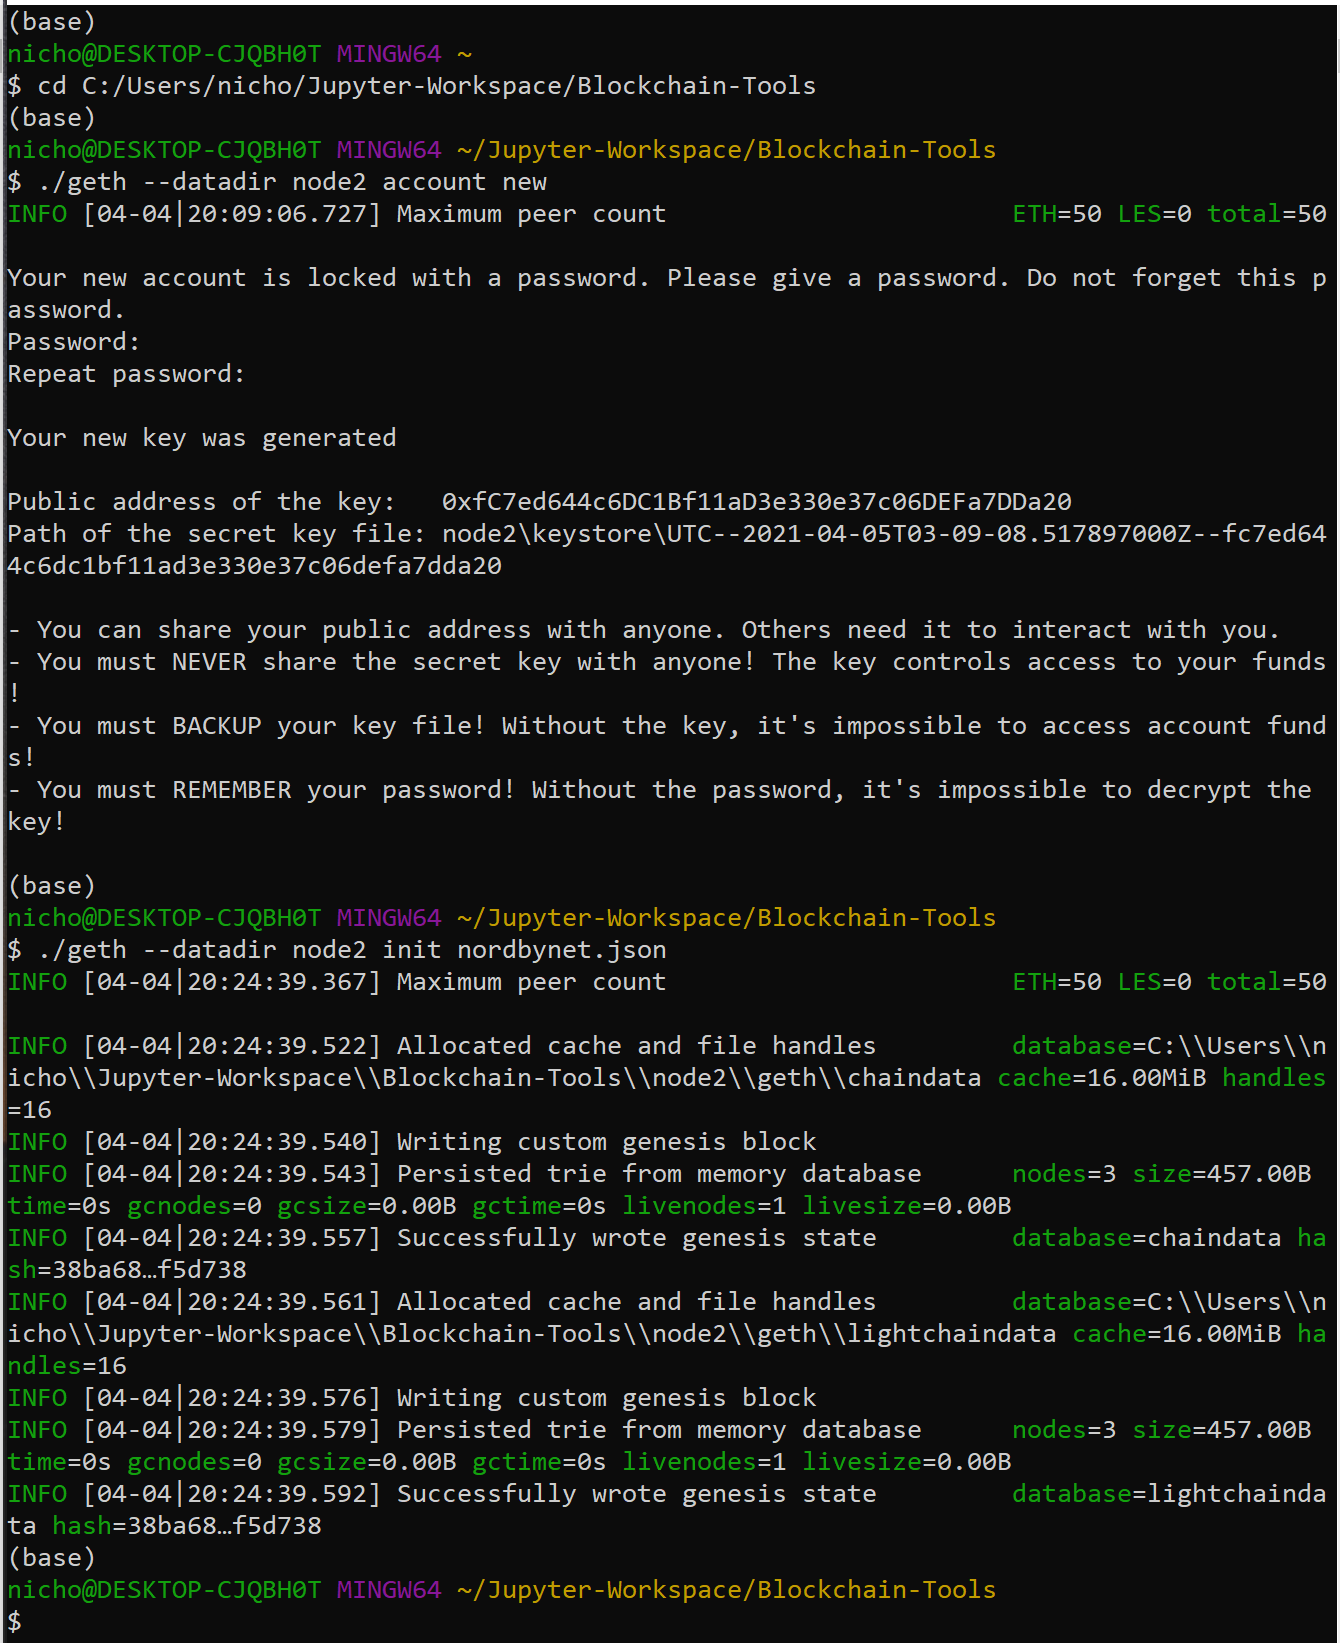 (base)
nicho@DESKTOP-CJQBH0T MINGW64 ~
$ cd C:/Users/nicho/Jupyter-Workspace/Blockchain-Tools
(base)
nicho@DESKTOP-CJQBH0T MINGW64 ~/Jupyter-Workspace/Blockchain-Tools
$ ./geth --datadir node2 account new
INFO [04-04|20:09:06.727] Maximum peer count                       ETH=50 LES=0 total=50

Your new account is locked with a password. Please give a password. Do not forget this p
assword.
Password:
Repeat password:

Your new key was generated

Public address of the key:   0xfC7ed644c6DC1Bf11aD3e330e37c06DEFa7DDa20
Path of the secret key file: node2\keystore\UTC--2021-04-05T03-09-08.517897000Z--fc7ed64
4c6dc1bf11ad3e330e37c06defa7dda20

- You can share your public address with anyone. Others need it to interact with you.
- You must NEVER share the secret key with anyone! The key controls access to your funds
!
- You must BACKUP your key file! Without the key, it's impossible to access account fund
s!
- You must REMEMBER your password! Without the password, it's impossible to decrypt the
key!

(base)
nicho@DESKTOP-CJQBH0T MINGW64 ~/Jupyter-Workspace/Blockchain-Tools
$ ./geth --datadir node2 init nordbynet.json
INFO [04-04|20:24:39.367] Maximum peer count                       ETH=50 LES=0 total=50

INFO [04-04|20:24:39.522] Allocated cache and file handles         database=C:\\Users\\n
icho\\Jupyter-Workspace\\Blockchain-Tools\\node2\\geth\\chaindata cache=16.00MiB handles
=16
INFO [04-04|20:24:39.540] Writing custom genesis block
INFO [04-04|20:24:39.543] Persisted trie from memory database      nodes=3 size=457.00B
time=0s gcnodes=0 gcsize=0.00B gctime=0s livenodes=1 livesize=0.00B
INFO [04-04|20:24:39.557] Successfully wrote genesis state         database=chaindata ha
sh=38ba68…f5d738
INFO [04-04|20:24:39.561] Allocated cache and file handles         database=C:\\Users\\n
icho\\Jupyter-Workspace\\Blockchain-Tools\\node2\\geth\\lightchaindata cache=16.00MiB ha
ndles=16
INFO [04-04|20:24:39.576] Writing custom genesis block
INFO [04-04|20:24:39.579] Persisted trie from memory database      nodes=3 size=457.00B
time=0s gcnodes=0 gcsize=0.00B gctime=0s livenodes=1 livesize=0.00B
INFO [04-04|20:24:39.592] Successfully wrote genesis state         database=lightchainda
ta hash=38ba68…f5d738
(base)
nicho@DESKTOP-CJQBH0T MINGW64 ~/Jupyter-Workspace/Blockchain-Tools
$